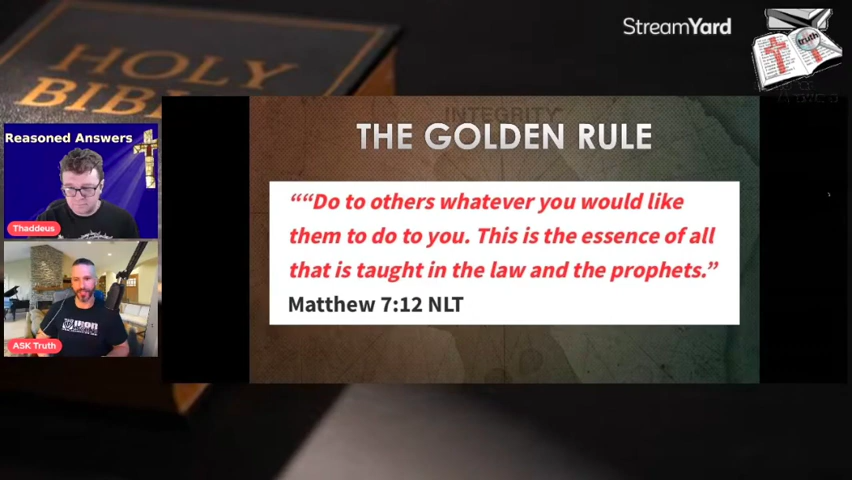 StreamYard
HOLY
truth
Reasoned Answers
Thaddeus
ASK Truth
INTEGRITY
THE GOLDEN RULE
““Do to others whatever you would like
them to do to you. This is the essence of all
that is taught in the law and the prophets.”
Matthew 7:12 NLT